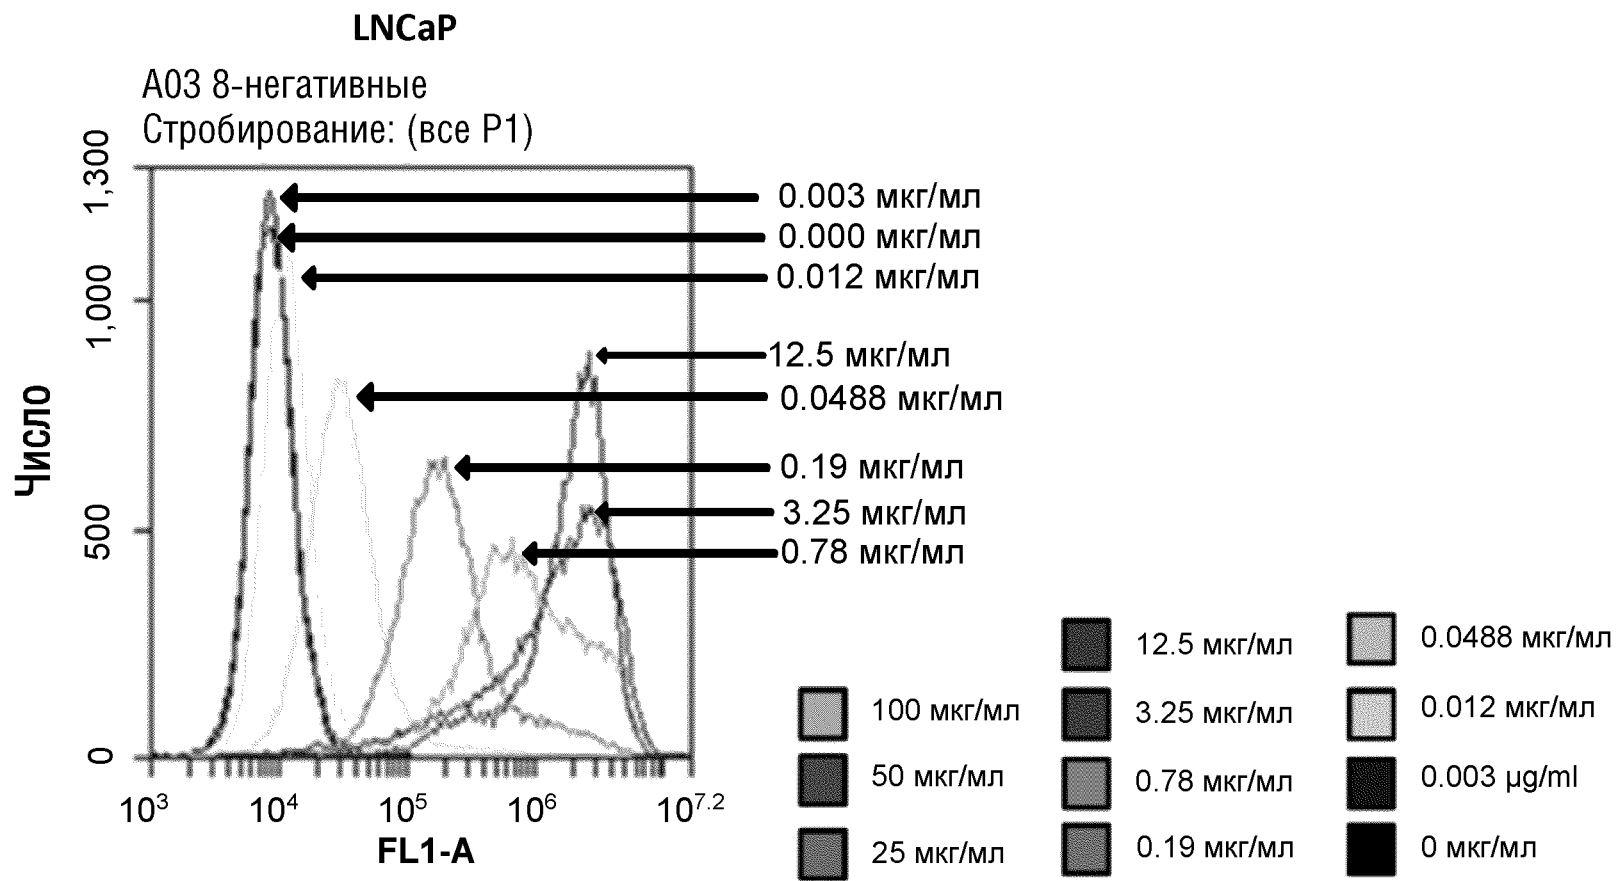 LNCaP
А03 8-негативные
Стробирование: (все P1)
1,300
1,000
500
0
Число
0.003 мкг/мл
0.000 мкг/мл
0.012 мкг/мл
12.5 мкг/мл
0.0488 мкг/мл
0.19 мкг/мл
3.25 мкг/мл
0.78 мкг/мл
10³ 10⁴ 10⁵ 10⁶ 10⁷·²
FL1-A
100 мкг/мл
50 мкг/мл
25 мкг/мл
12.5 мкг/мл
3.25 мкг/мл
0.78 мкг/мл
0.19 мкг/мл
0.0488 мкг/мл
0.012 мкг/мл
0.003 µg/ml
0 мкг/мл